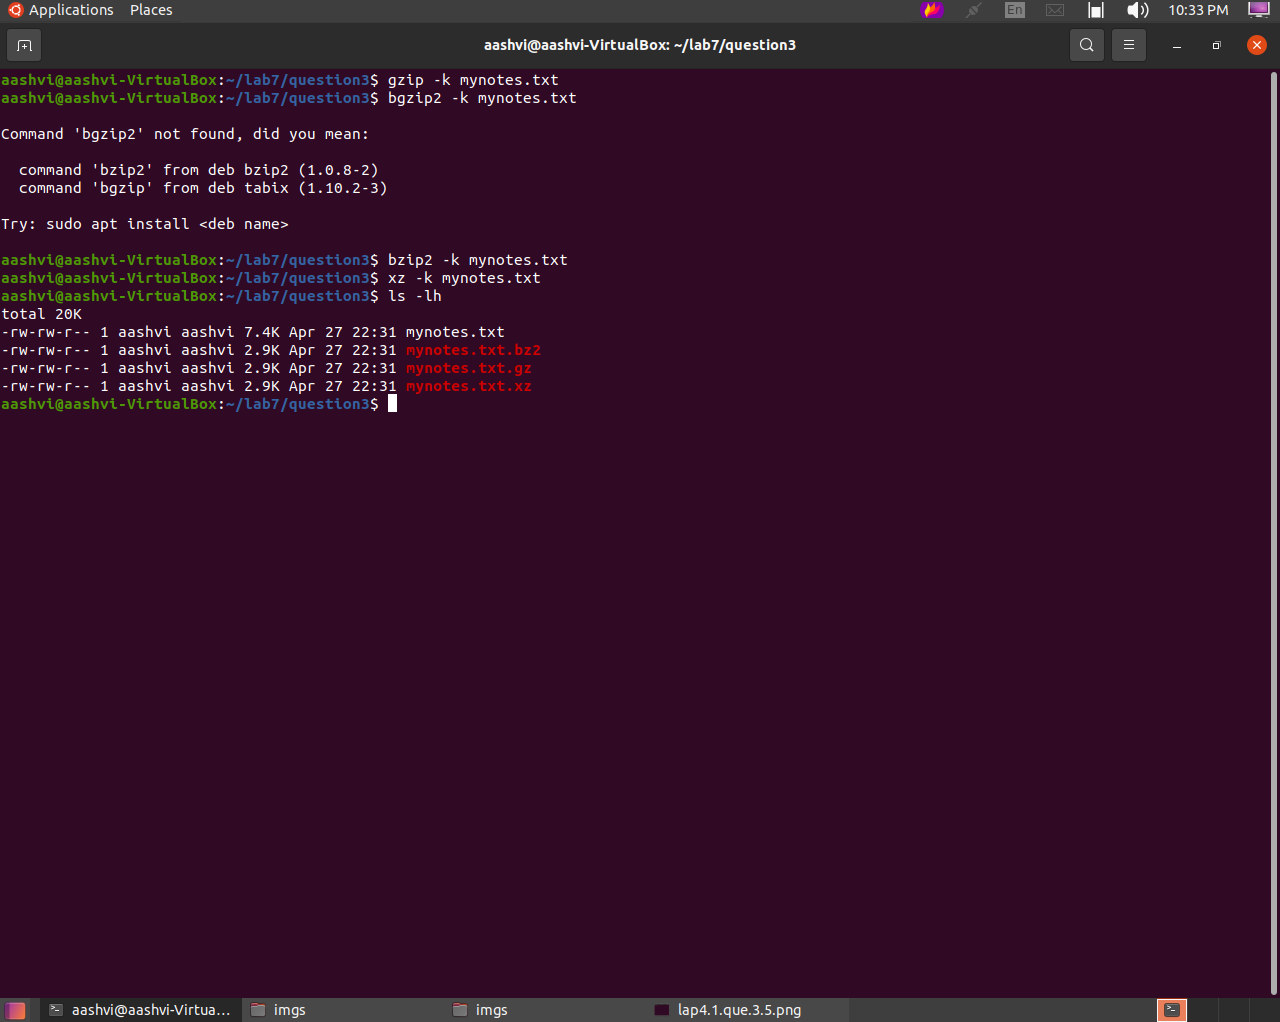 Applications Places En 10:33 PM
aashvi@aashvi-VirtualBox: ~/lab7/question3
aashvi@aashvi-VirtualBox:~/lab7/question3$ gzip -k mynotes.txt
aashvi@aashvi-VirtualBox:~/lab7/question3$ bgzip2 -k mynotes.txt
Command 'bgzip2' not found, did you mean:
command 'bzip2' from deb bzip2 (1.0.8-2)
command 'bgzip' from deb tabix (1.10.2-3)
Try: sudo apt install <deb name>
aashvi@aashvi-VirtualBox:~/lab7/question3$ bzip2 -k mynotes.txt
aashvi@aashvi-VirtualBox:~/lab7/question3$ xz -k mynotes.txt
aashvi@aashvi-VirtualBox:~/lab7/question3$ ls -lh
total 20K
-rw-rw-r-- 1 aashvi aashvi 7.4K Apr 27 22:31 mynotes.txt
-rw-rw-r-- 1 aashvi aashvi 2.9K Apr 27 22:31 mynotes.txt.bz2
-rw-rw-r-- 1 aashvi aashvi 2.9K Apr 27 22:31 mynotes.txt.gz
-rw-rw-r-- 1 aashvi aashvi 2.9K Apr 27 22:31 mynotes.txt.xz
aashvi@aashvi-VirtualBox:~/lab7/question3$
aashvi@aashvi-Virtua... imgs imgs lap4.1.que.3.5.png